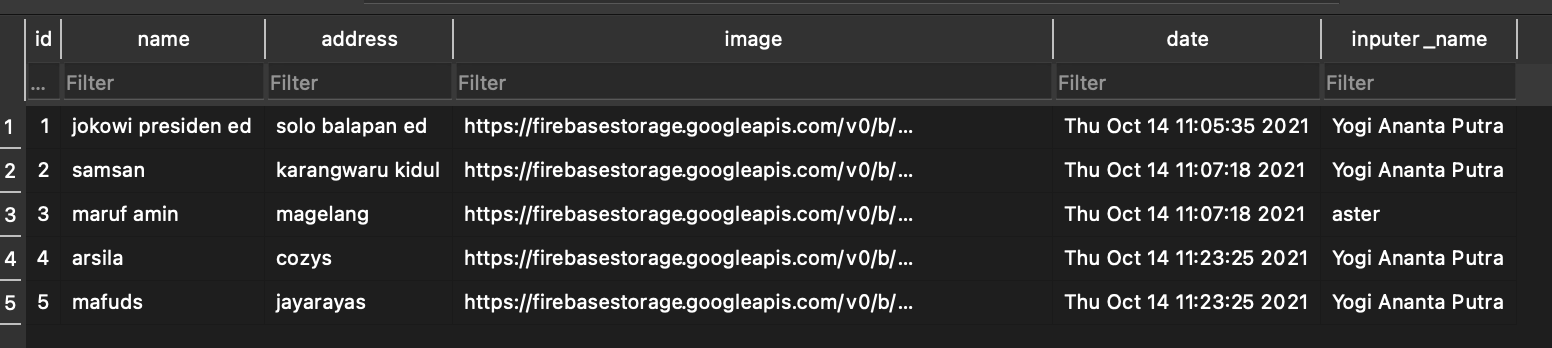 id name address image date inputer_name
... Filter Filter Filter Filter Filter
1 1 jokowi presiden ed solo balapan ed https://firebasestorage.googleapis.com/v0/b/... Thu Oct 14 11:05:35 2021 Yogi Ananta Putra
2 2 samsan karangwaru kidul https://firebasestorage.googleapis.com/v0/b/... Thu Oct 14 11:07:18 2021 Yogi Ananta Putra
3 3 maruf amin magelang https://firebasestorage.googleapis.com/v0/b/... Thu Oct 14 11:07:18 2021 aster
4 4 arsila cozys https://firebasestorage.googleapis.com/v0/b/... Thu Oct 14 11:23:25 2021 Yogi Ananta Putra
5 5 mafuds jayarayas https://firebasestorage.googleapis.com/v0/b/... Thu Oct 14 11:23:25 2021 Yogi Ananta Putra